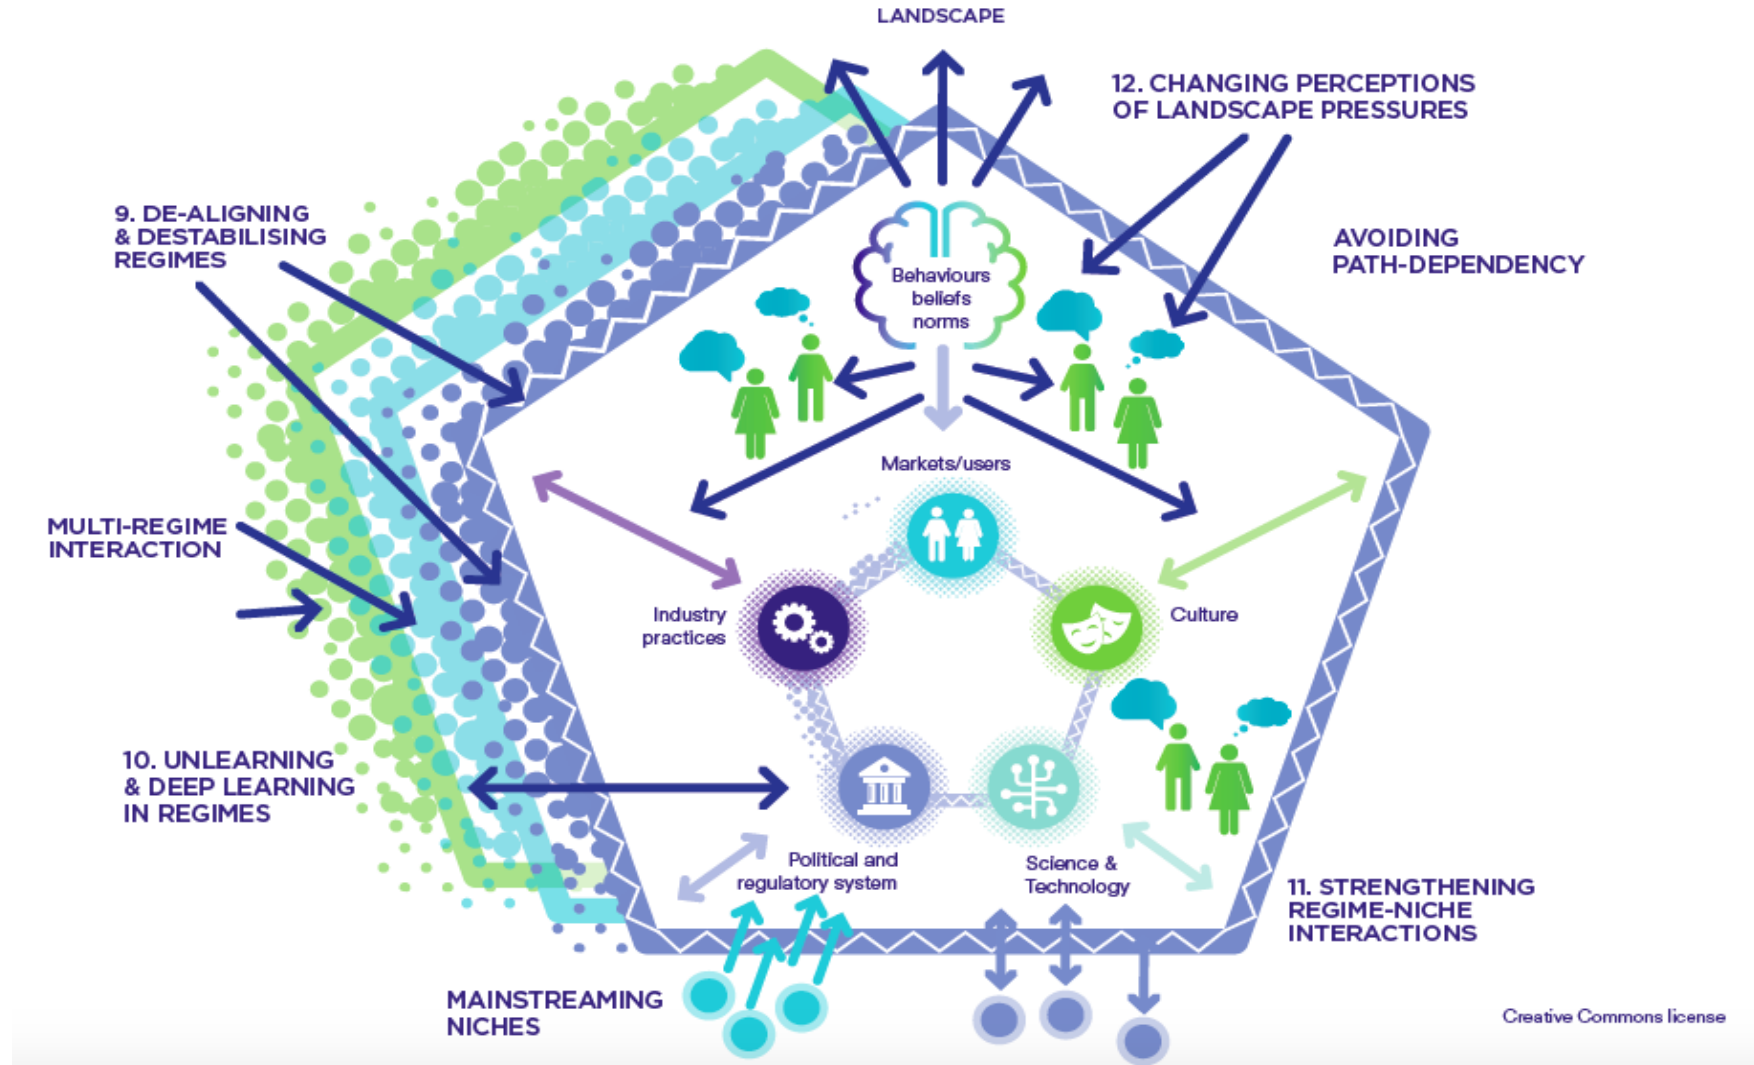 LANDSCAPE
12. CHANGING PERCEPTIONS
OF LANDSCAPE PRESSURES
9. DE-ALIGNING
& DESTABILISING
REGIMES
AVOIDING
PATH-DEPENDENCY
Behaviours
beliefs
norms
Markets/users
MULTI-REGIME
INTERACTION
Industry
practices
Culture
10. UNLEARNING
& DEEP LEARNING
IN REGIMES
Political and
regulatory system
Science &
Technology
11. STRENGTHENING
REGIME-NICHE
INTERACTIONS
MAINSTREAMING
NICHES
Creative Commons license